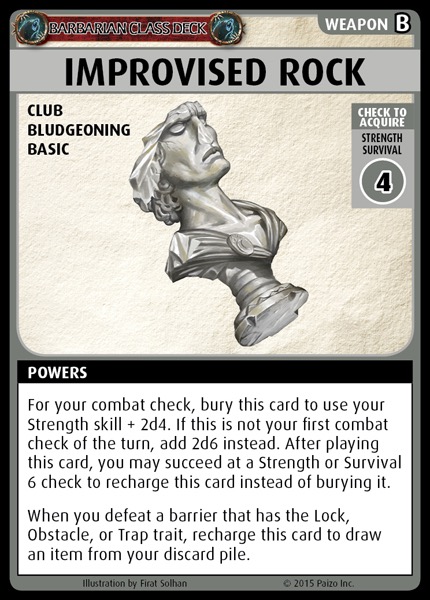 BARBARIAN CLASS DECK
WEAPON B
IMPROVISED ROCK
CLUB
BLUDGEONING
BASIC
CHECK TO
ACQUIRE
STRENGTH
SURVIVAL
4
POWERS
For your combat check, bury this card to use your
Strength skill + 2d4. If this is not your first combat
check of the turn, add 2d6 instead. After playing
this card, you may succeed at a Strength or Survival
6 check to recharge this card instead of burying it.
When you defeat a barrier that has the Lock,
Obstacle, or Trap trait, recharge this card to draw
an item from your discard pile.
Illustration by Firat Solhan
© 2015 Paizo Inc.